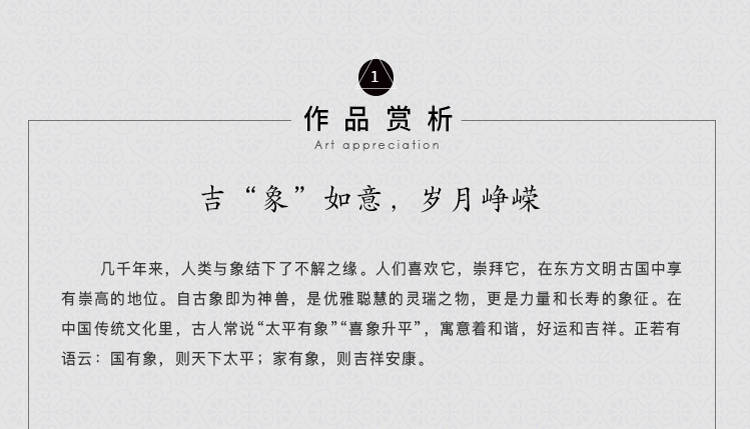 1
作品赏析
Art appreciation
吉“象”如意，岁月峥嵘
几千年来，人类与象结下了不解之缘。人们喜欢它，崇拜它，在东方文明古国中享
有崇高的地位。自古象即为神兽，是优雅聪慧的灵瑞之物，更是力量和长寿的象征。在
中国传统文化里，古人常说“太平有象”“喜象升平”，寓意着和谐，好运和吉祥。正若有
语云：国有象，则天下太平；家有象，则吉祥安康。